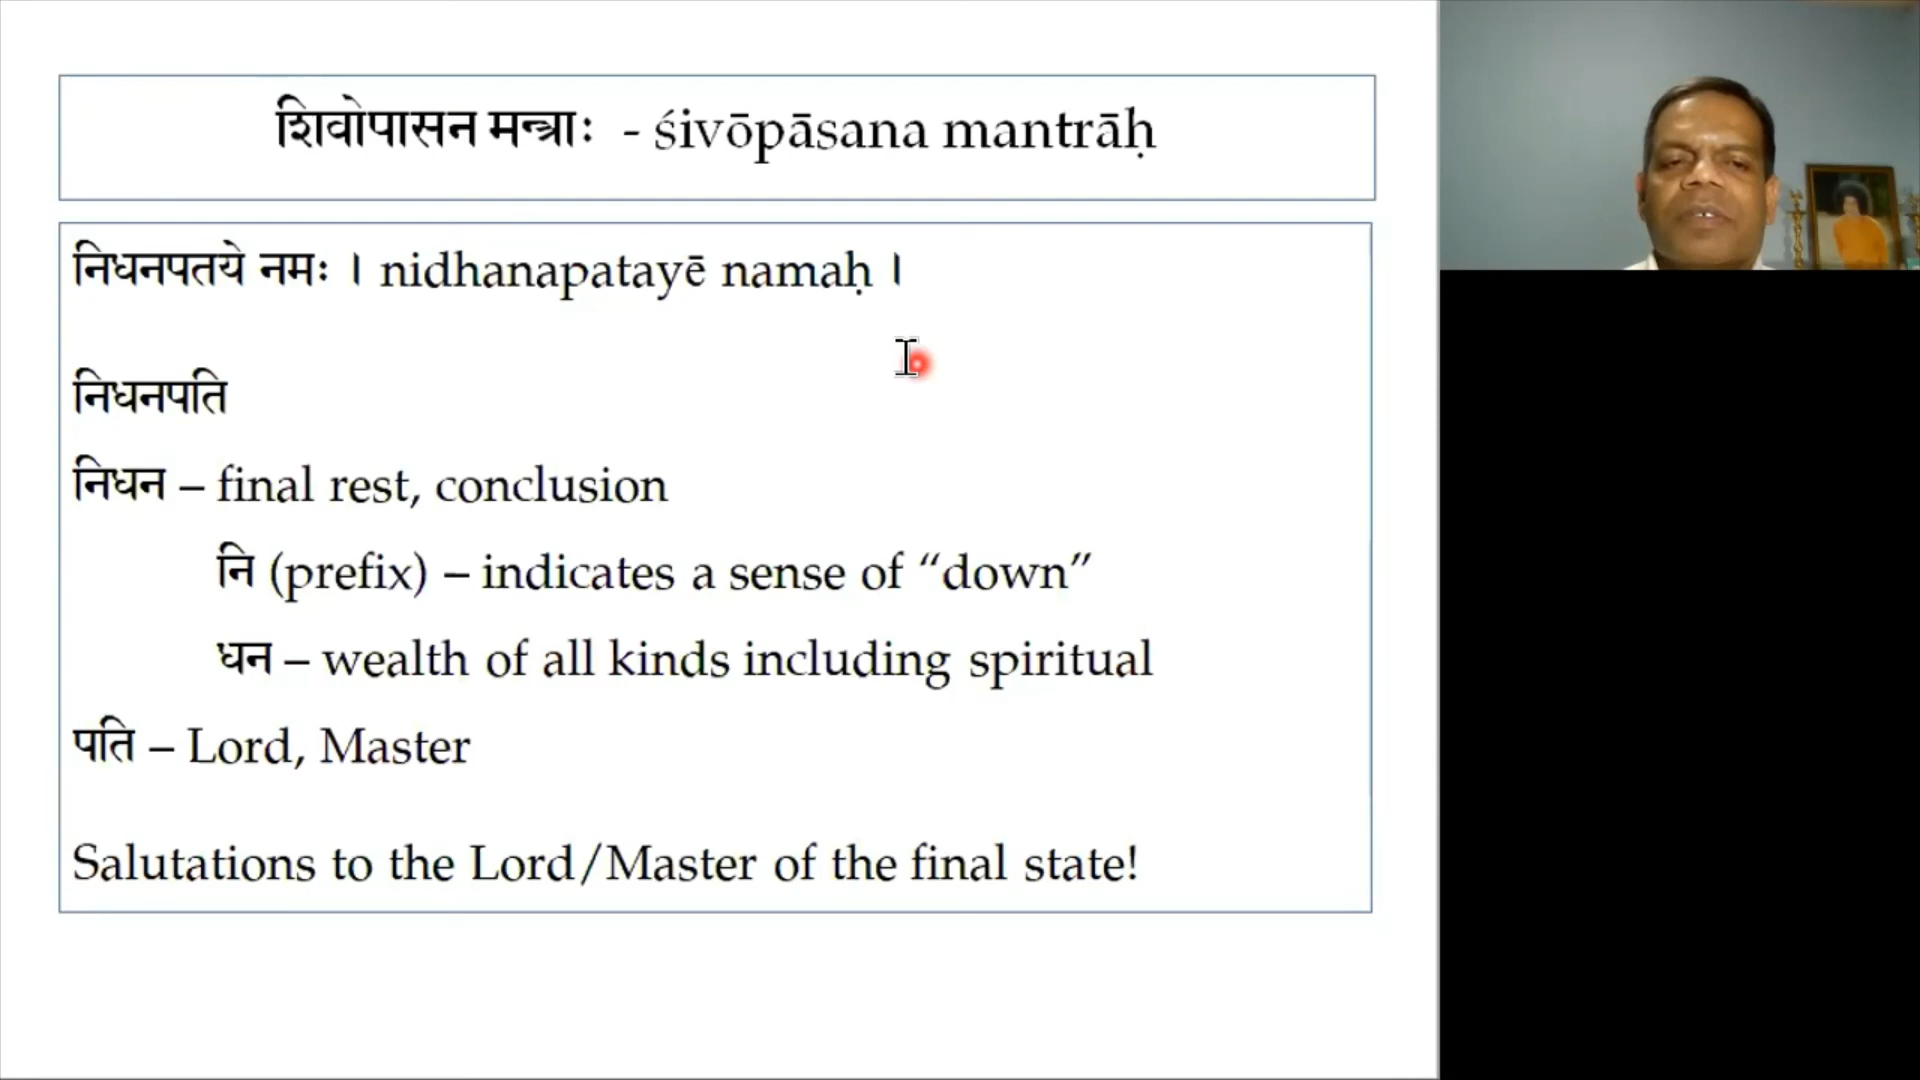 शिवोपासन मन्त्राः - śivōpāsana mantrāḥ
निधनपतये नमः । nidhanapatayē namaḥ ।
निधनपति
निधन – final rest, conclusion
नि (prefix) – indicates a sense of “down”
धन – wealth of all kinds including spiritual
पति – Lord, Master
Salutations to the Lord/Master of the final state!